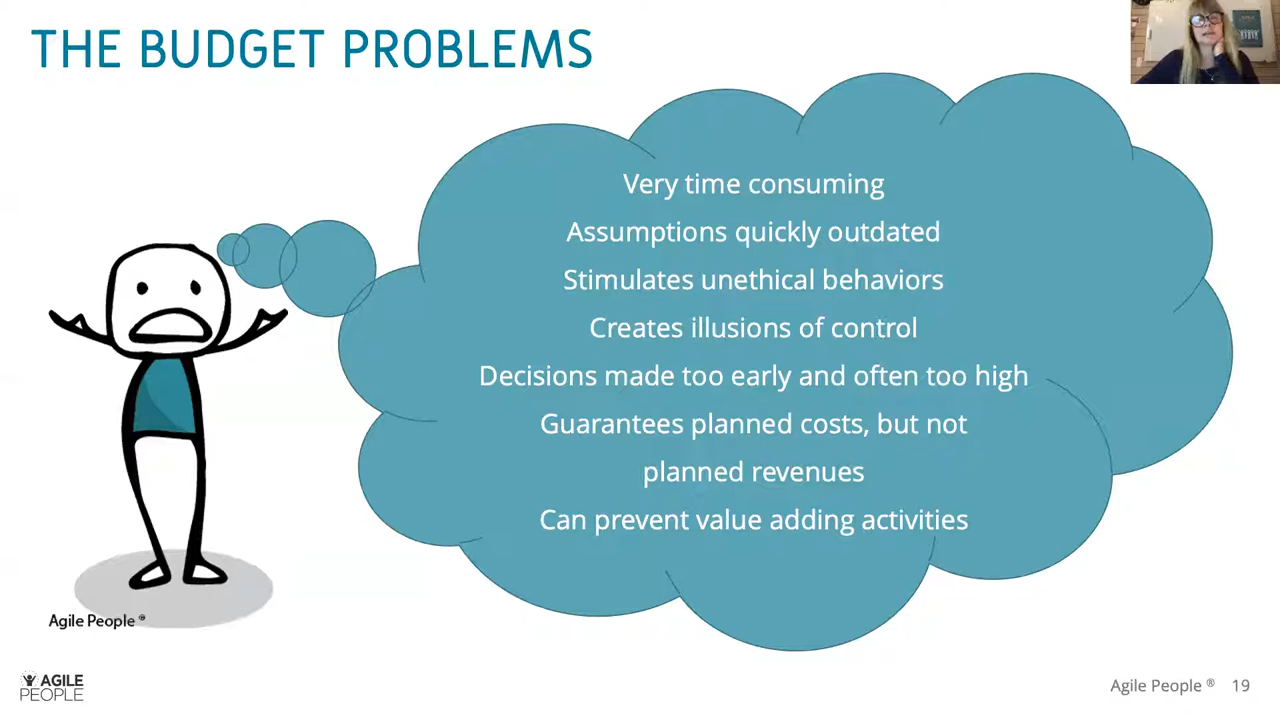 THE BUDGET PROBLEMS
Very time consuming
Assumptions quickly outdated
Stimulates unethical behaviors
Creates illusions of control
Decisions made too early and often too high
Guarantees planned costs, but not
planned revenues
Can prevent value adding activities
Agile People ®
AGILE
PEOPLE
Agile People ® 19